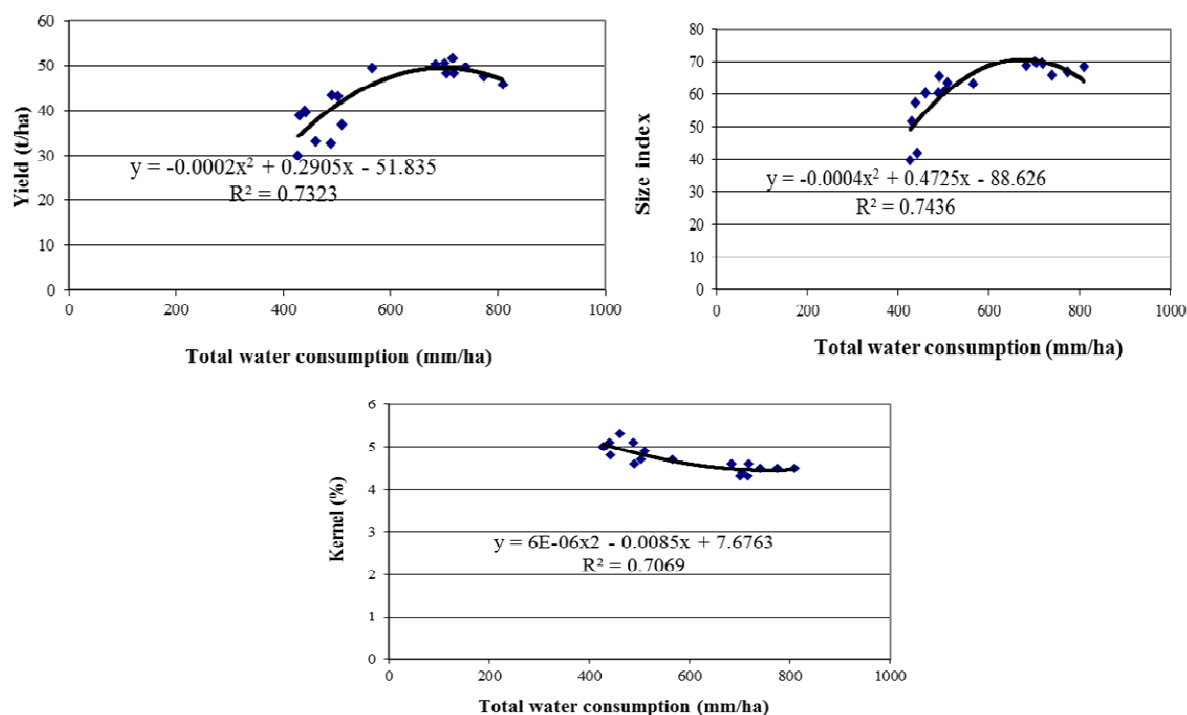 60
50
40
30
20
10
0
Yield (t/ha)
y = -0.0002x² + 0.2905x - 51.835
R² = 0.7323
0 200 400 600 800 1000
Total water consumption (mm/ha)
80
70
60
50
40
30
20
10
0
Size index
y = -0.0004x² + 0.4725x - 88.626
R² = 0.7436
0 200 400 600 800 1000
Total water consumption (mm/ha)
6
5
4
3
2
1
0
Kernel (%)
y = 6E-06x2 - 0.0085x + 7.6763
R² = 0.7069
0 200 400 600 800 1000
Total water consumption (mm/ha)